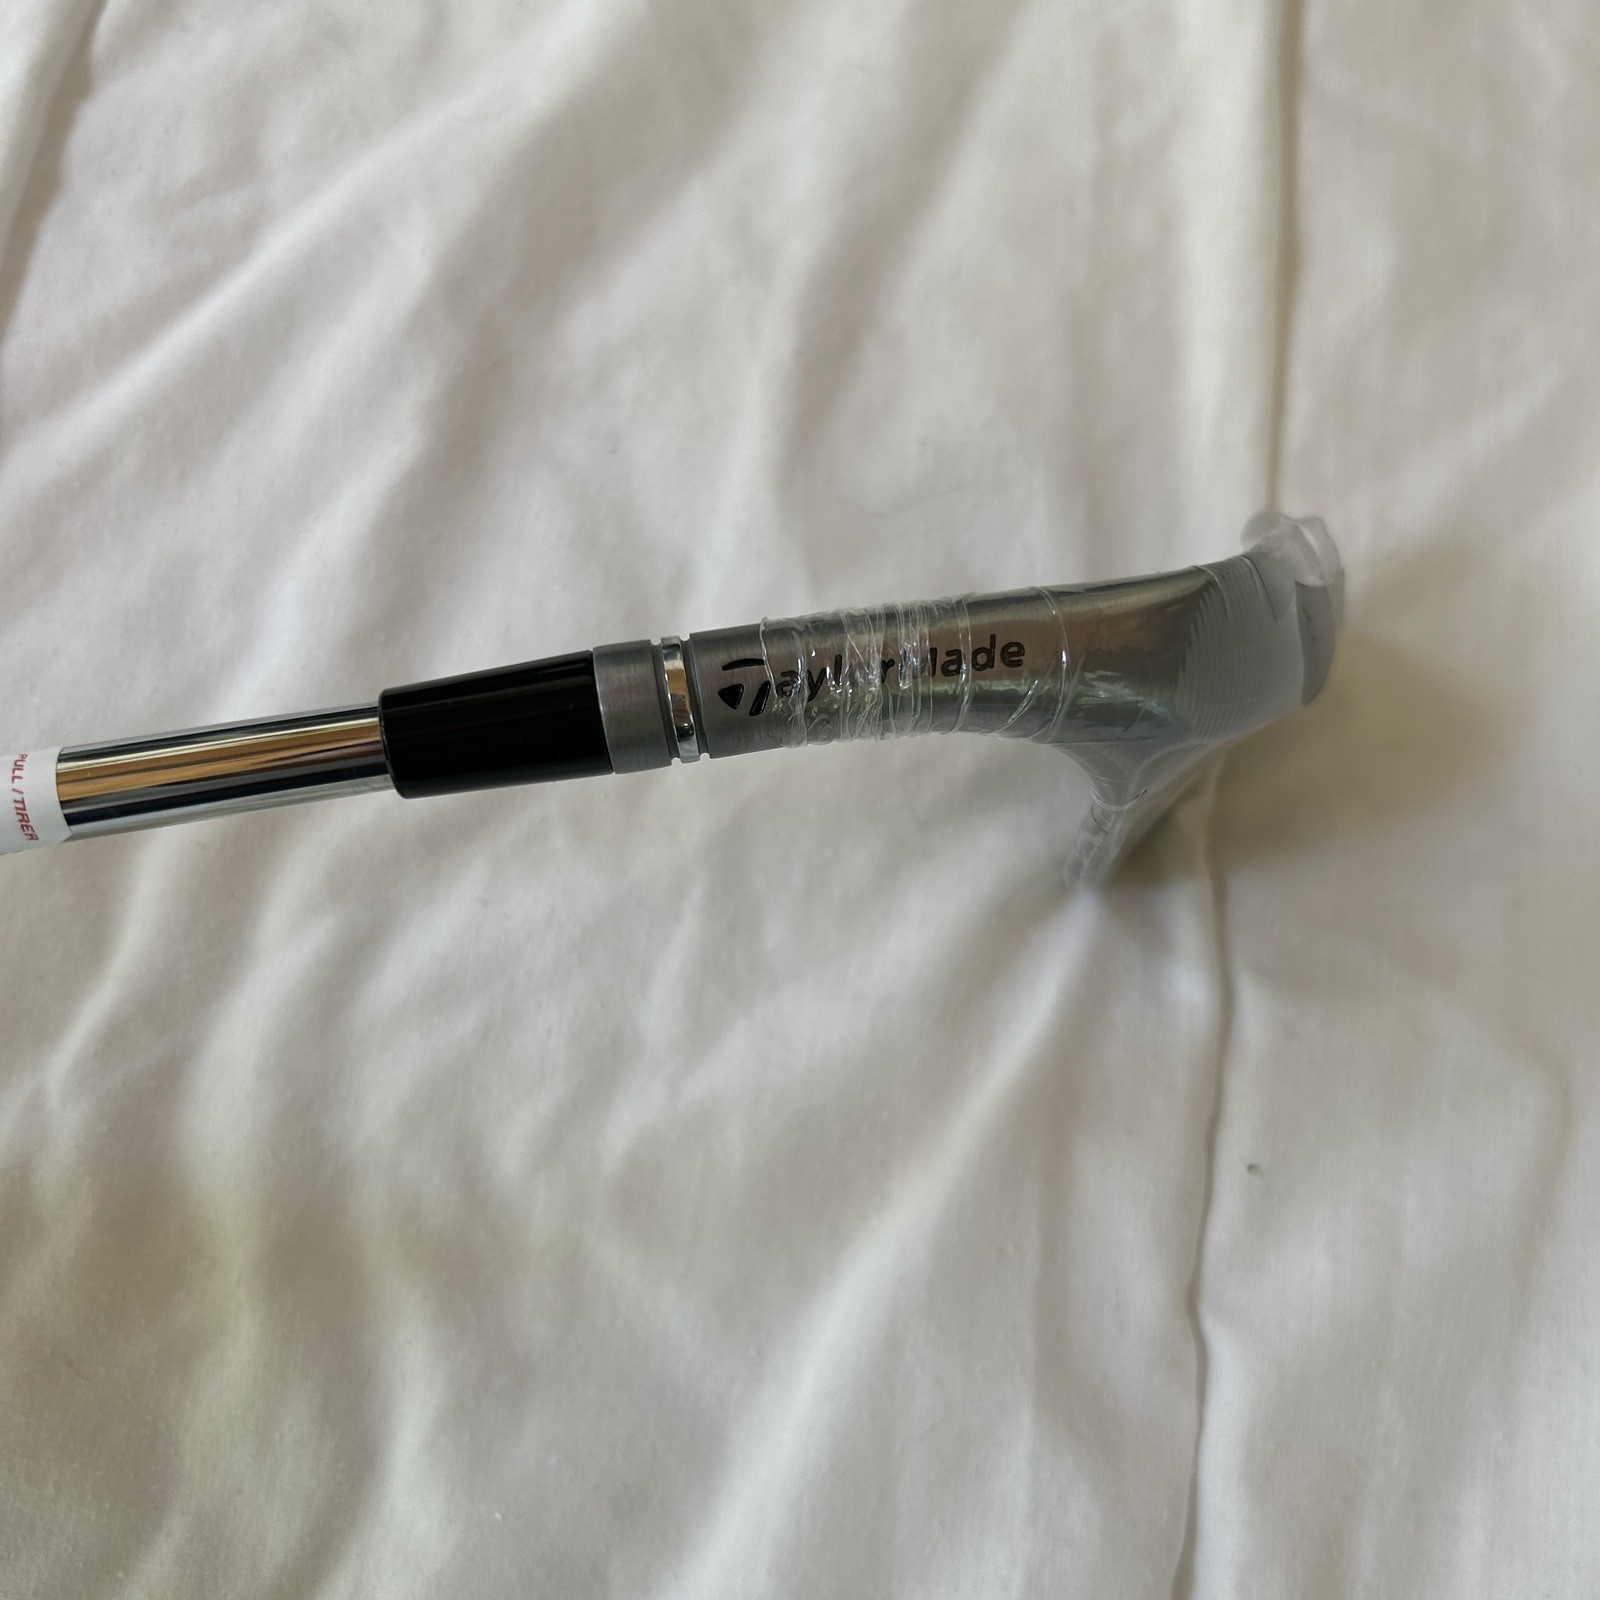 TaylorMade
PULL / TIRER